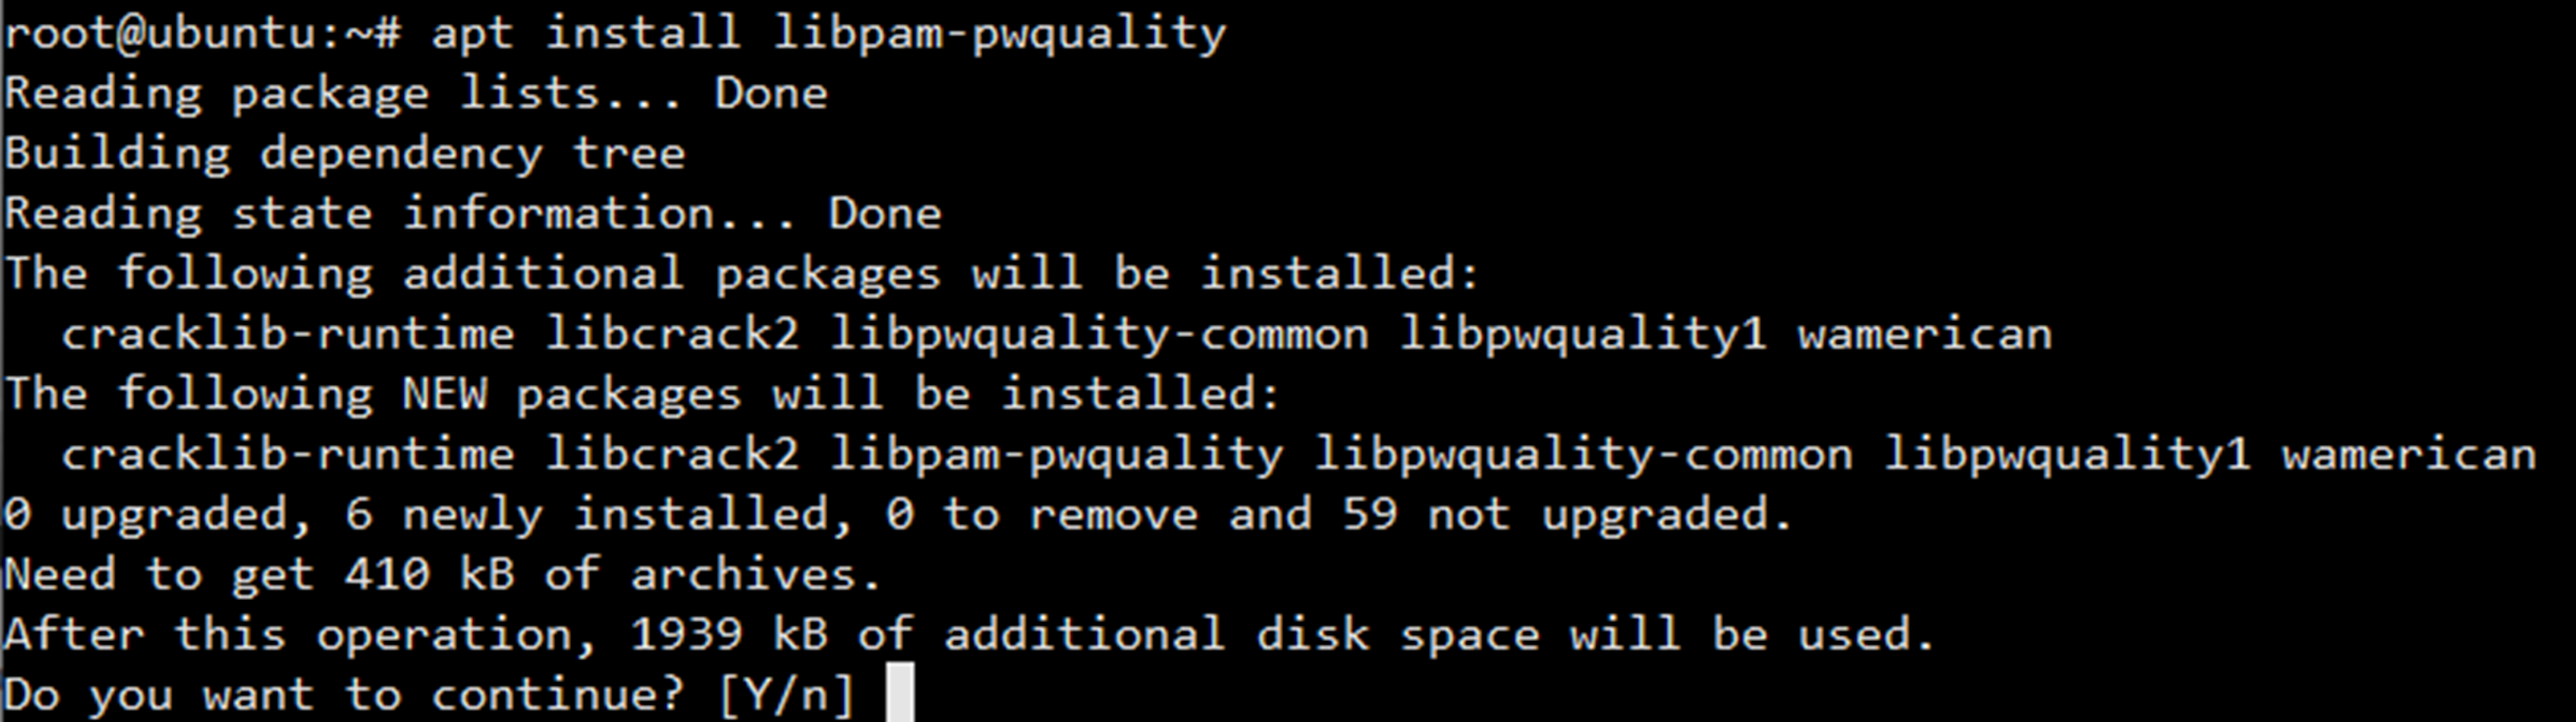 root@ubuntu:~# apt install libpam-pwquality
Reading package lists... Done
Building dependency tree
Reading state information... Done
The following additional packages will be installed:
  cracklib-runtime libcrack2 libpwquality-common libpwquality1 wamerican
The following NEW packages will be installed:
  cracklib-runtime libcrack2 libpam-pwquality libpwquality-common libpwquality1 wamerican
0 upgraded, 6 newly installed, 0 to remove and 59 not upgraded.
Need to get 410 kB of archives.
After this operation, 1939 kB of additional disk space will be used.
Do you want to continue? [Y/n]